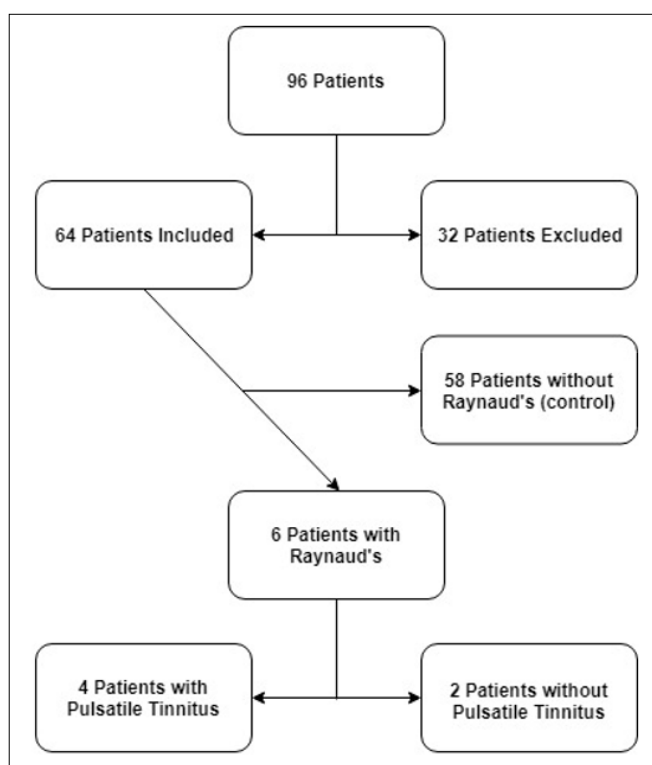 96 Patients
64 Patients Included
32 Patients Excluded
58 Patients without
Raynaud's (control)
6 Patients with
Raynaud's
4 Patients with
Pulsatile Tinnitus
2 Patients without
Pulsatile Tinnitus